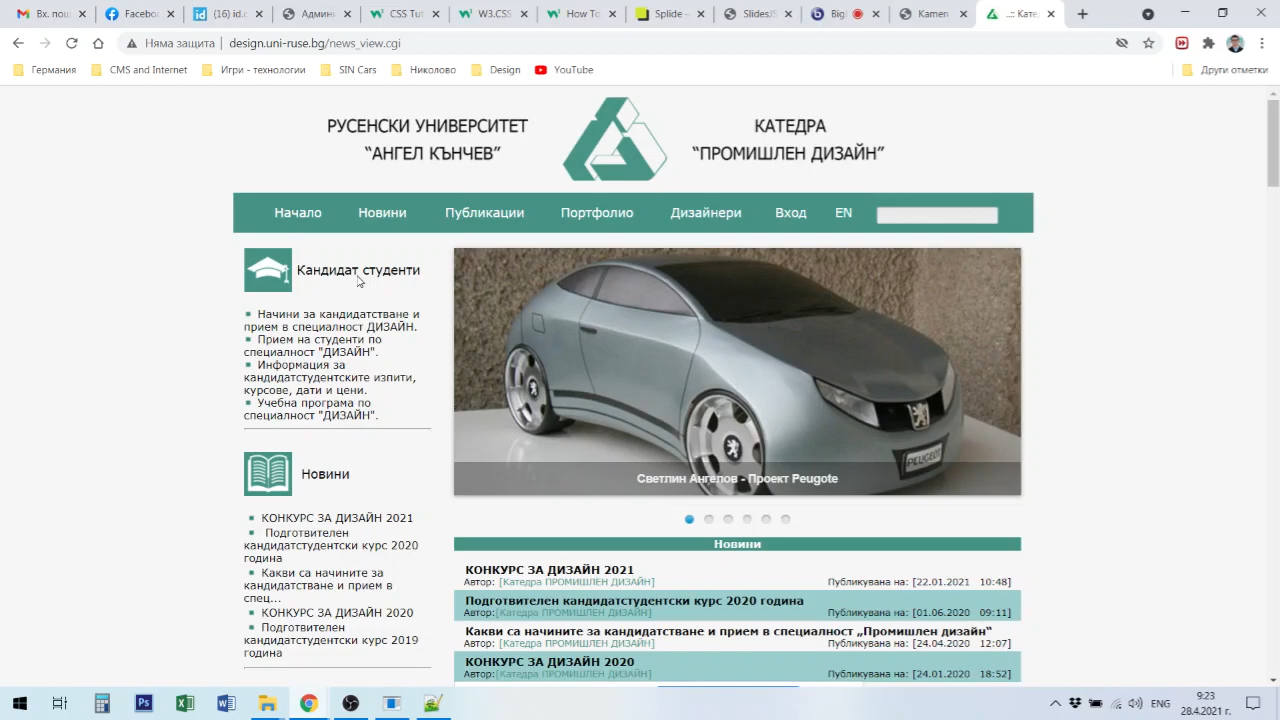 Вх. по
Facebo
(16) id.c
Админ
CSS Tut
W3.CSS
How To
Splide –
SlidesJS
Big
Kamen
.::: Кате
Няма защита
design.uni-ruse.bg/news_view.cgi
Германия
CMS and Internet
Игри - технологии
SIN Cars
Николово
Design
YouTube
Други отметки
РУСЕНСКИ УНИВЕРСИТЕТ
“АНГЕЛ КЪНЧЕВ”
КАТЕДРА
“ПРОМИШЛЕН ДИЗАЙН”
Начало
Новини
Публикации
Портфолио
Дизайнери
Вход
EN
Кандидат студенти
Начини за кандидатстване и
прием в специалност ДИЗАЙН.
Прием на студенти по
специалност "ДИЗАЙН".
Информация за
кандидатстудентските изпити,
курсове, дати и цени.
Учебна програма по
специалност "ДИЗАЙН".
Новини
КОНКУРС ЗА ДИЗАЙН 2021
Подготвителен
кандидатстудентски курс 2020
година
Какви са начините за
кандидатстване и прием в
спец...
КОНКУРС ЗА ДИЗАЙН 2020
Подготвителен
кандидатстудентски курс 2019
година
PEUGEOT
Светлин Ангелов - Проект Peugote
Новини
КОНКУРС ЗА ДИЗАЙН 2021
Автор: [Катедра ПРОМИШЛЕН ДИЗАЙН] Публикувана на: [22.01.2021 10:48]
Подготвителен кандидатстудентски курс 2020 година
Автор:[Катедра ПРОМИШЛЕН ДИЗАЙН] Публикувана на: [01.06.2020 09:11]
Какви са начините за кандидатстване и прием в специалност „Промишлен дизайн“
Автор: [Катедра ПРОМИШЛЕН ДИЗАЙН] Публикувана на: [24.04.2020 12:07]
КОНКУРС ЗА ДИЗАЙН 2020
Автор:[Катедра ПРОМИШЛЕН ДИЗАЙН] Публикувана на: [24.01.2020 18:52]
ENG
9:23
28.4.2021 г.